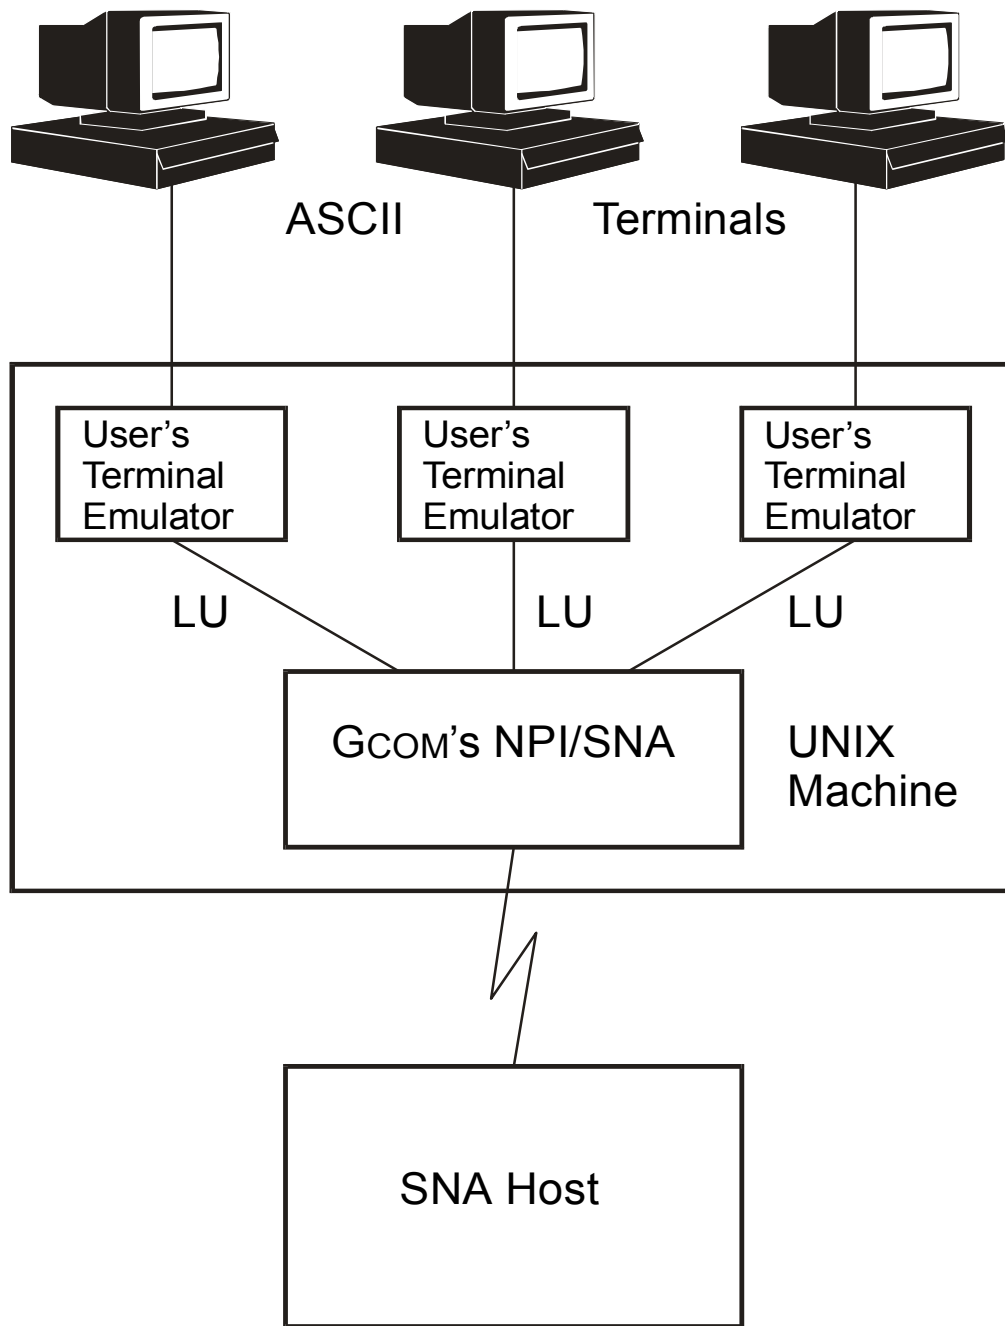 ASCII Terminals
User’s
Terminal
Emulator
User’s
Terminal
Emulator
User’s
Terminal
Emulator
LU
LU
LU
GCOM’s NPI/SNA
UNIX
Machine
SNA Host